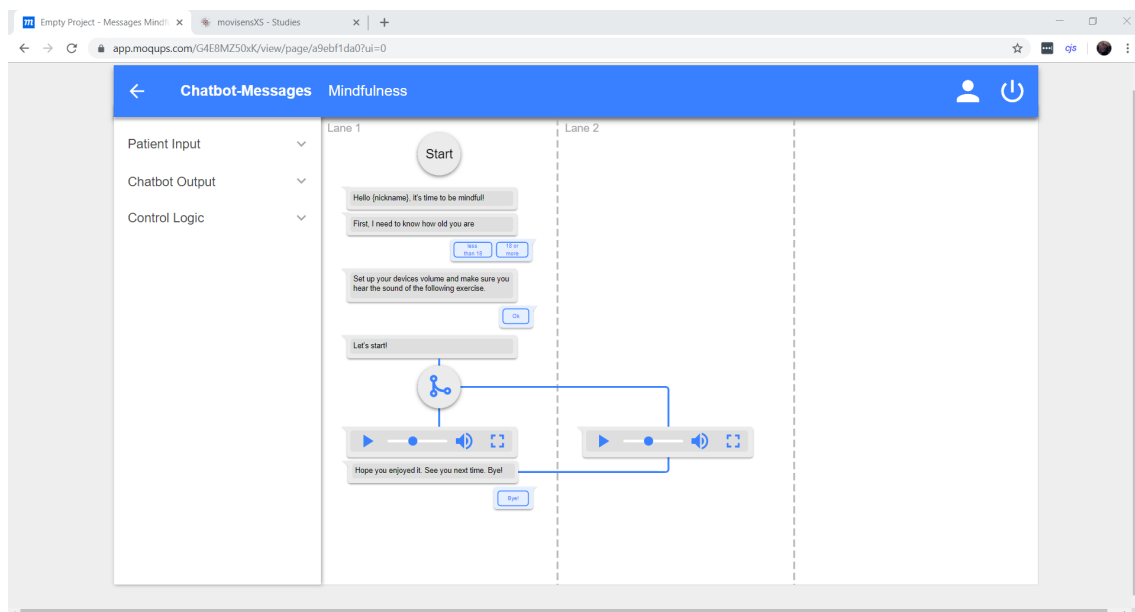 Empty Project - Messages Mindf
movisensXS - Studies
app.moqups.com/G4E8MZ50xK/view/page/a9ebf1da0?ui=0
cjs
Chatbot-Messages Mindfulness
Patient Input
Chatbot Output
Control Logic
Lane 1
Lane 2
Start
Hello {nickname}, it's time to be mindful!
First, I need to know how old you are
less
than 18
18 or
more
Set up your devices volume and make sure you
hear the sound of the following exercise.
Ok
Let's start!
Hope you enjoyed it. See you next time. Bye!
Bye!